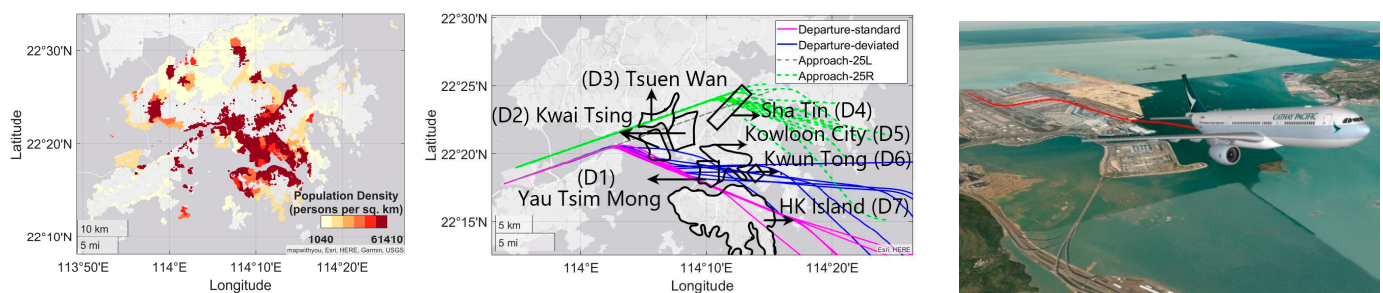 22°30'N
22°20'N
22°10'N
Latitude
Population Density
(persons per sq. km)
1040 61410
10 km
5 mi
mapwithyou, Esri, HERE, Garmin, USGS
113°50'E 114°E 114°10'E 114°20'E
Longitude
22°30'N
22°25'N
22°20'N
22°15'N
Latitude
Departure-standard
Departure-deviated
Approach-25L
Approach-25R
(D3) Tsuen Wan
(D2) Kwai Tsing
Sha Tin (D4)
Kowloon City (D5)
Kwun Tong (D6)
(D1)
Yau Tsim Mong
HK Island (D7)
5 km
5 mi
Esri, HERE
114°E 114°10'E 114°20'E
Longitude
CATHAY PACIFIC